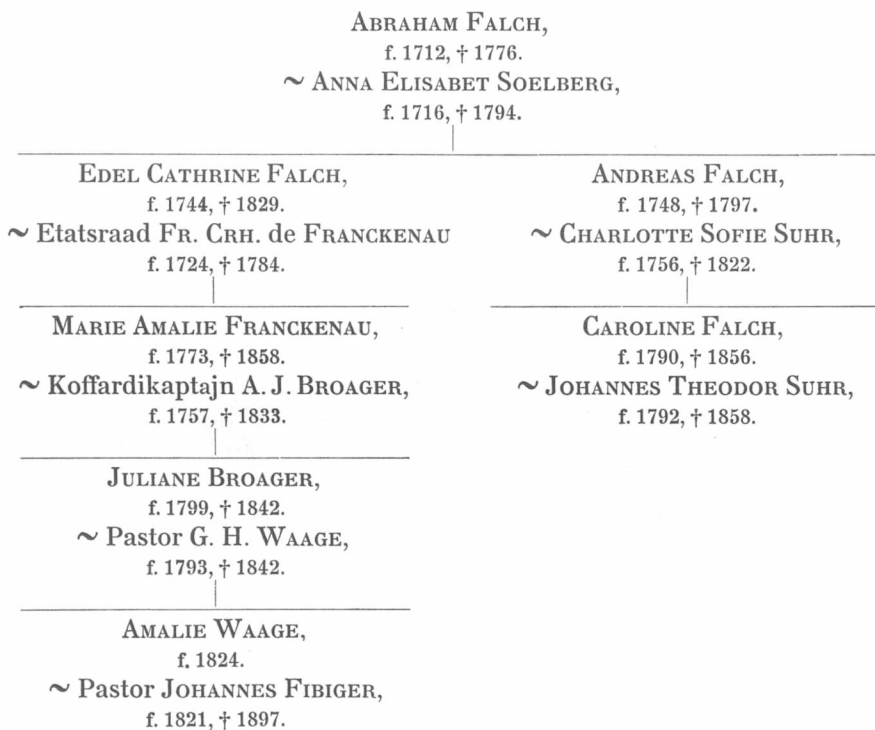 ABRAHAM FALCH,
f. 1712, † 1776.
~ ANNA ELISABET SOELBERG,
f. 1716, † 1794.
EDEL CATHRINE FALCH,
f. 1744, † 1829.
~ Etatsraad FR. CRH. de FRANCKENAU
f. 1724, † 1784.
MARIE AMALIE FRANCKENAU,
f. 1773, † 1858.
~ Koffardikaptajn A. J. BROAGER,
f. 1757, † 1833.
JULIANE BROAGER,
f. 1799, † 1842.
~ Pastor G. H. WAAGE,
f. 1793, † 1842.
AMALIE WAAGE,
f. 1824.
~ Pastor JOHANNES FIBIGER,
f. 1821, † 1897.
ANDREAS FALCH,
f. 1748, † 1797.
~ CHARLOTTE SOFIE SUHR,
f. 1756, † 1822.
CAROLINE FALCH,
f. 1790, † 1856.
~ JOHANNES THEODOR SUHR,
f. 1792, † 1858.